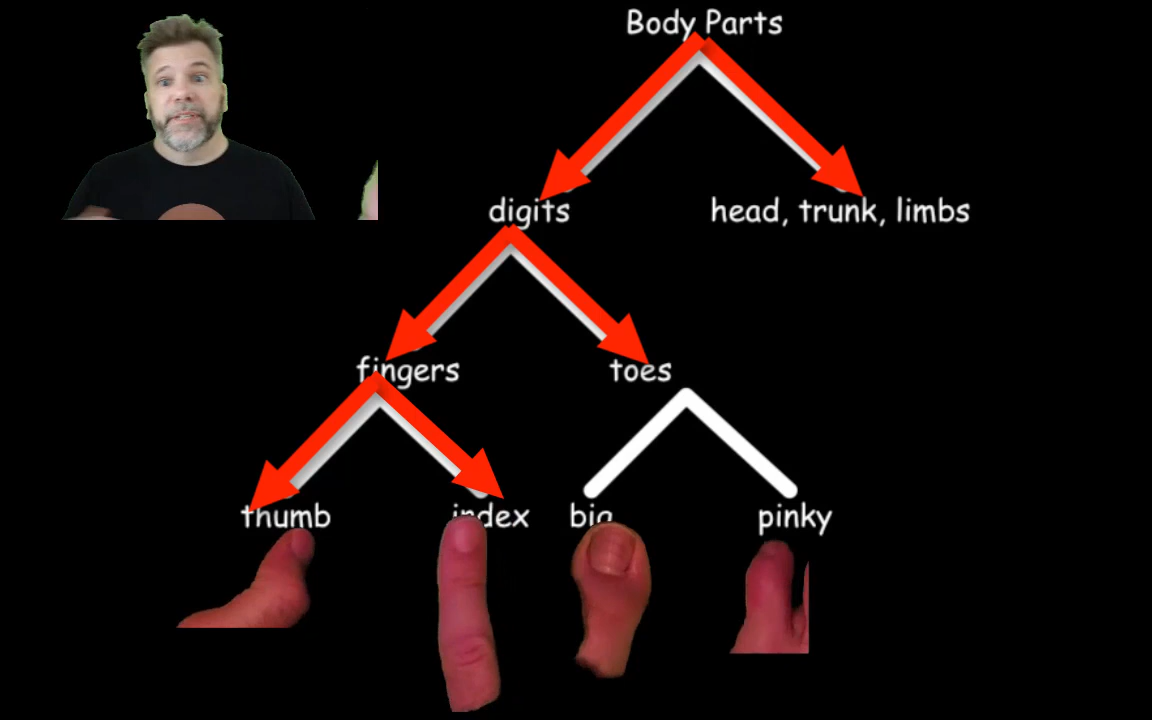 Body Parts
digits
head, trunk, limbs
fingers
toes
thumb
index
big
pinky